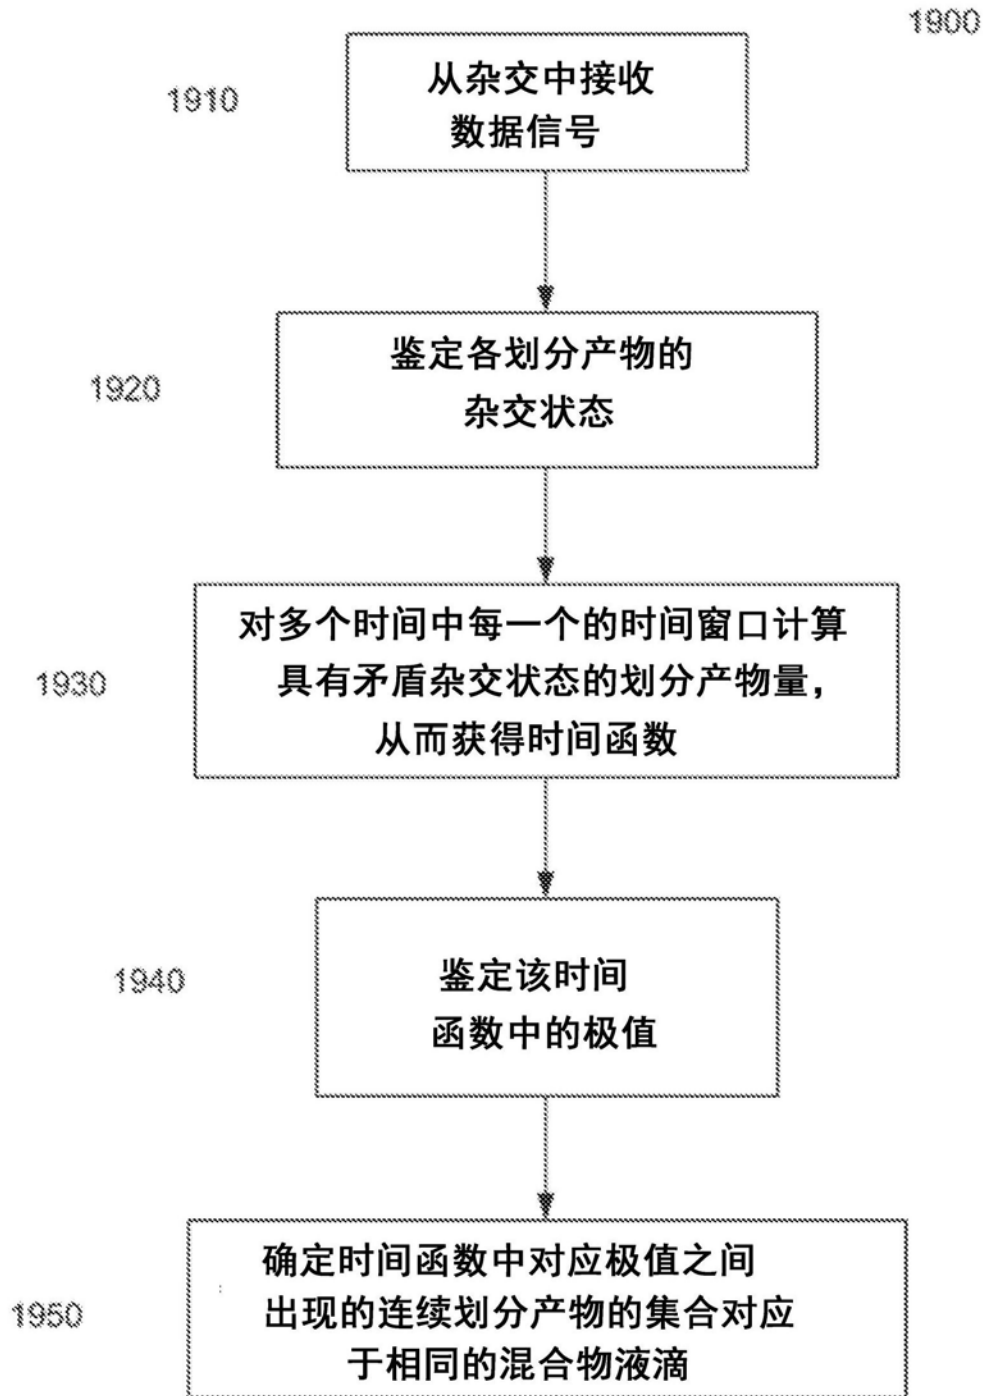 1900
1910
从杂交中接收
数据信号
1920
鉴定各划分产物的
杂交状态
1930
对多个时间中每一个的时间窗口计算
具有矛盾杂交状态的划分产物量，
从而获得时间函数
1940
鉴定该时间
函数中的极值
1950
确定时间函数中对应极值之间
出现的连续划分产物的集合对应
于相同的混合物液滴